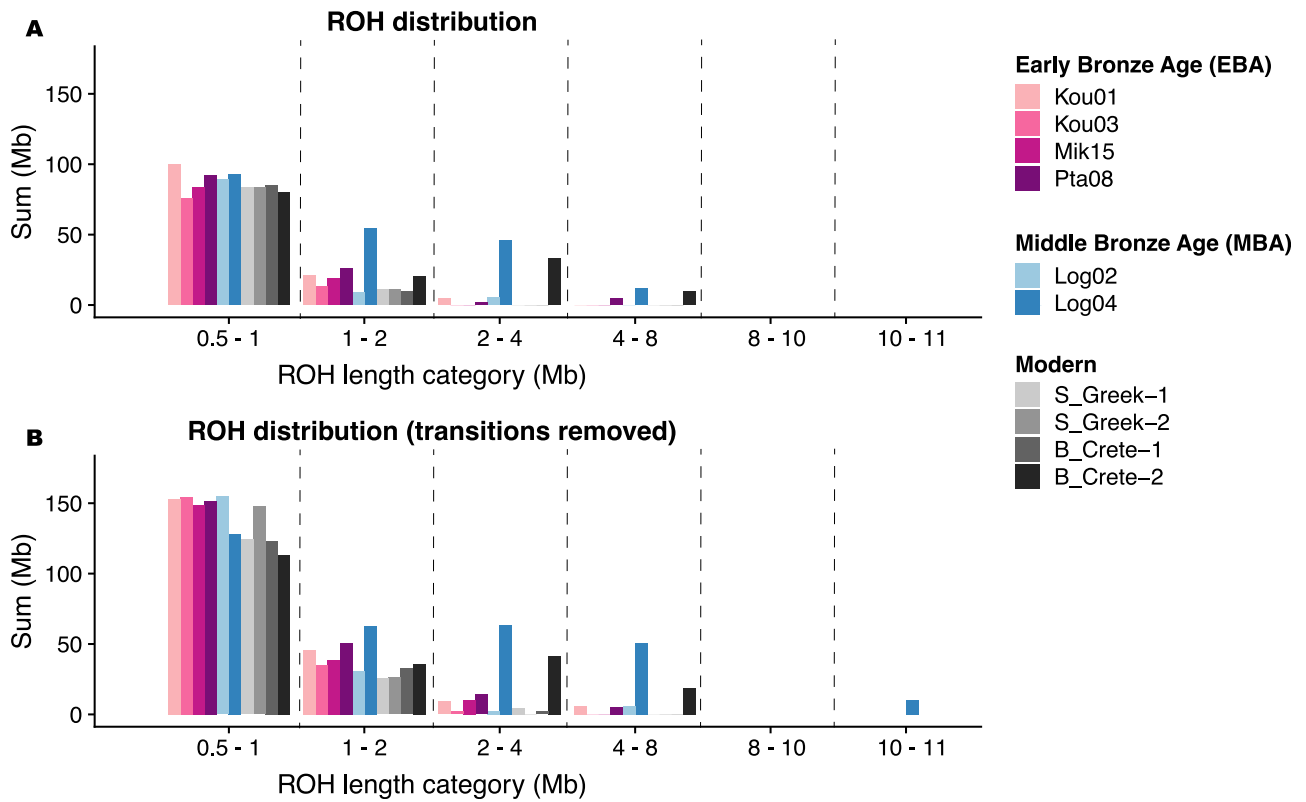 A
ROH distribution
Sum (Mb)
150
100
50
0
0.5 - 1
1 - 2
2 - 4
4 - 8
8 - 10
10 - 11
ROH length category (Mb)
B
ROH distribution (transitions removed)
Sum (Mb)
150
100
50
0
0.5 - 1
1 - 2
2 - 4
4 - 8
8 - 10
10 - 11
ROH length category (Mb)
Early Bronze Age (EBA)
Kou01
Kou03
Mik15
Pta08
Middle Bronze Age (MBA)
Log02
Log04
Modern
S_Greek−1
S_Greek−2
B_Crete−1
B_Crete−2